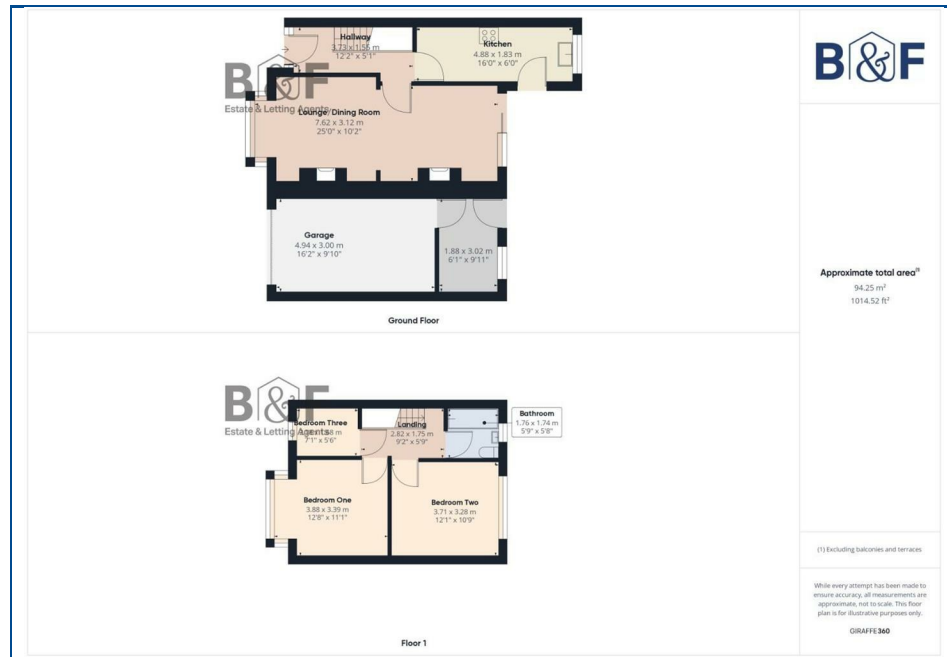 Hallway
3.73 x 1.55 m
12'2" x 5'1"
Kitchen
4.88 x 1.83 m
16'0" x 6'0"
B&F
Estate & Letting Agents
Lounge/Dining Room
7.62 x 3.12 m
25'0" x 10'2"
Garage
4.94 x 3.00 m
16'2" x 9'10"
1.88 x 3.02 m
6'1" x 9'11"
Ground Floor
B&F
Estate & Letting Agents
Bedroom Three
7'1" x 5'6"
Landing
2.82 x 1.75 m
9'2" x 5'9"
Bathroom
1.76 x 1.74 m
5'9" x 5'8"
Bedroom One
3.88 x 3.39 m
12'8" x 11'1"
Bedroom Two
3.71 x 3.28 m
12'1" x 10'9"
Floor 1
B&F
Approximate total area(1)
94.25 m²
1014.52 ft²
(1) Excluding balconies and terraces
While every attempt has been made to
ensure accuracy, all measurements are
approximate, not to scale. This floor
plan is for illustrative purposes only.
GIRAFFE360